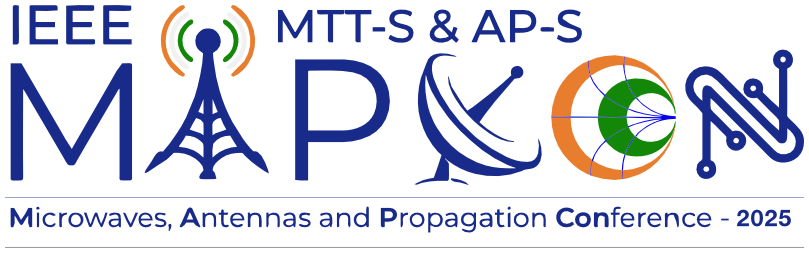 IEEE MTT-S & AP-S
MAPCON
Microwaves, Antennas and Propagation Conference - 2025